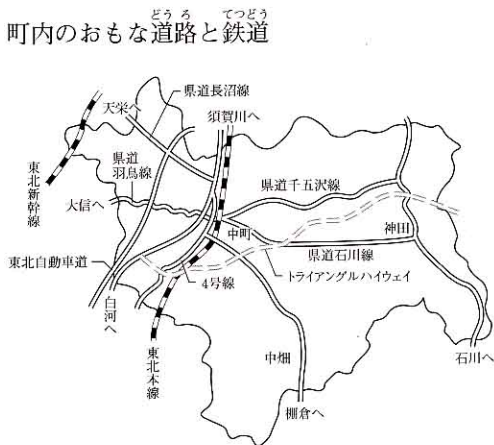 町内のおもな道路と鉄道
どう ろ
てつどう
天栄へ
県道長沼線
須賀川へ
東北新幹線
県道
羽鳥線
大信へ
県道千五沢線
中町
神田
県道石川線
トライアングルハイウェイ
東北自動車道
4号線
白河へ
東北本線
中畑
棚倉へ
石川へ